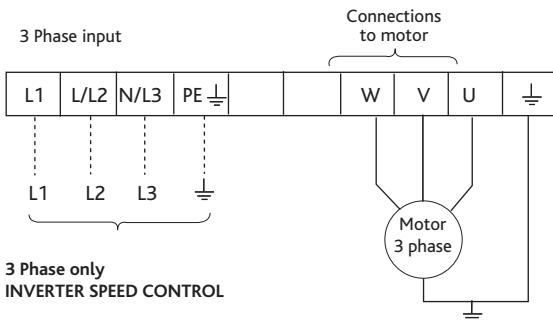 Connections
to motor
3 Phase input
L1 L/L2 N/L3 PE W V U
L1 L2 L3
Motor
3 phase
3 Phase only
INVERTER SPEED CONTROL